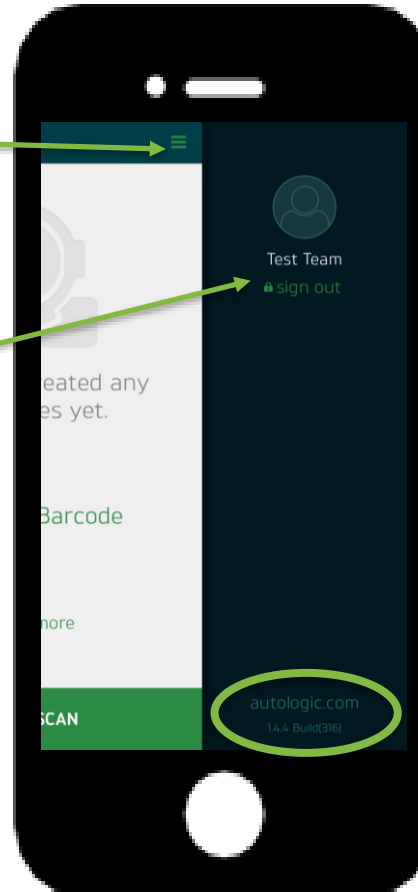 Test Team
sign out
eated any
es yet.
Barcode
more
SCAN
autologic.com
1.4.4 Build(316)